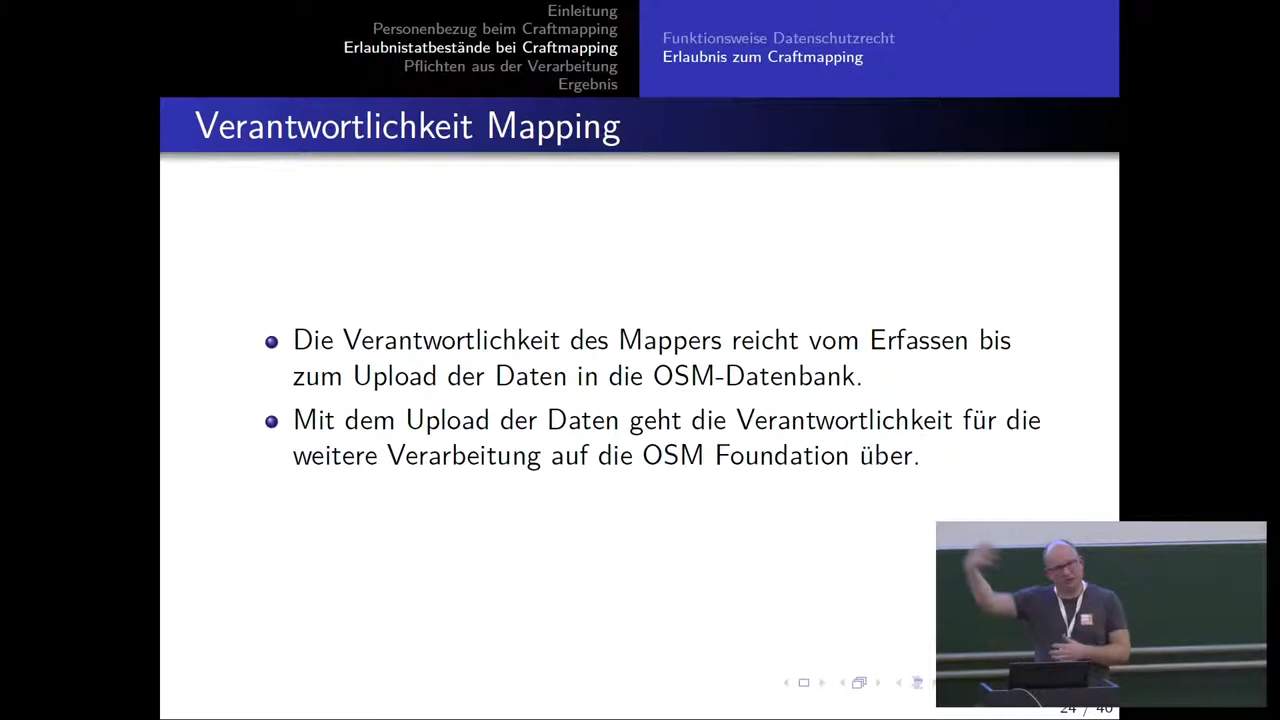 Einleitung
Personenbezug beim Craftmapping
Erlaubnistatbestände bei Craftmapping
Pflichten aus der Verarbeitung
Ergebnis
Funktionsweise Datenschutzrecht
Erlaubnis zum Craftmapping
Verantwortlichkeit Mapping
Die Verantwortlichkeit des Mappers reicht vom Erfassen bis
zum Upload der Daten in die OSM-Datenbank.
Mit dem Upload der Daten geht die Verantwortlichkeit für die
weitere Verarbeitung auf die OSM Foundation über.
24 / 40